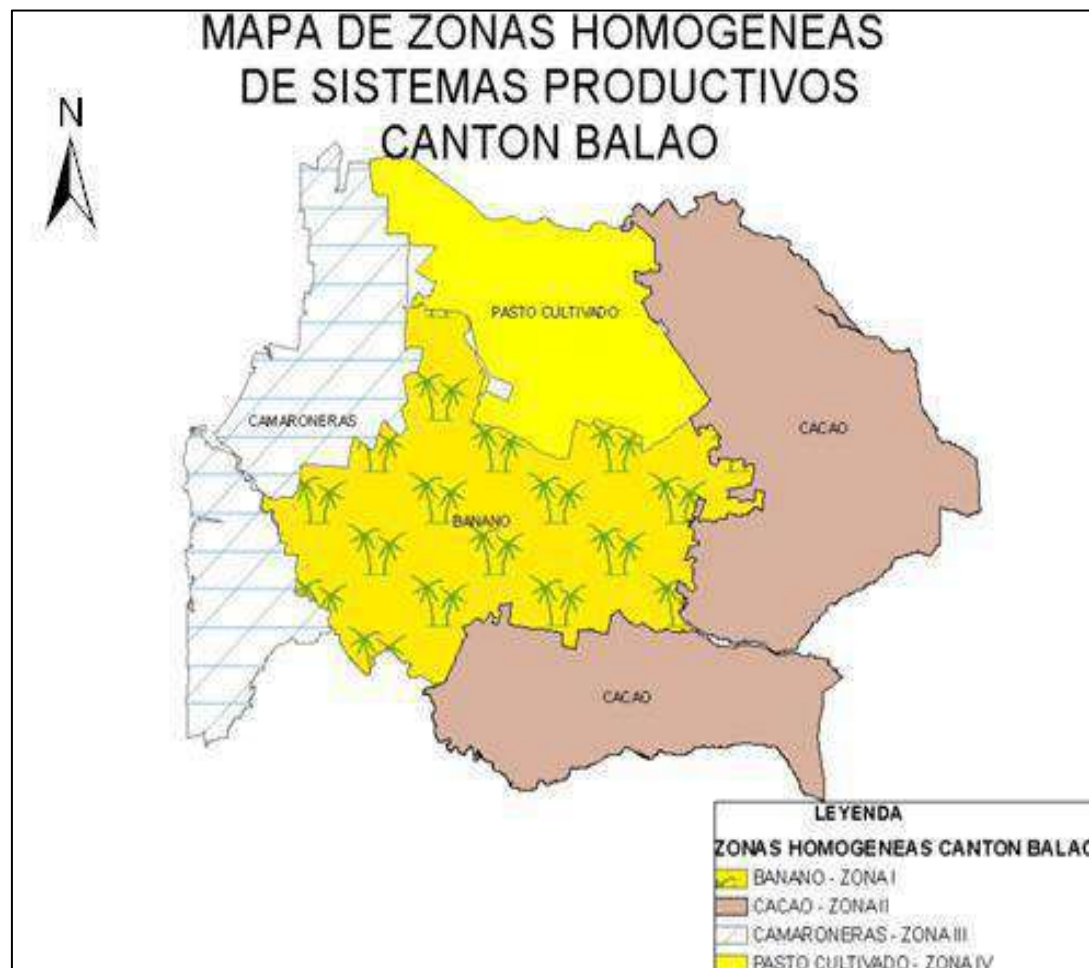 MAPA DE ZONAS HOMOGENEAS
DE SISTEMAS PRODUCTIVOS
CANTON BALAO
N
PASTO CULTIVADO
CAMARONERAS
CACAO
BANANO
CACAO
LEYENDA
ZONAS HOMOGENEAS CANTON BALAO
BANANO - ZONA I
CACAO - ZONA II
CAMARONERAS - ZONA III
PASTO CULTIVADO - ZONA IV